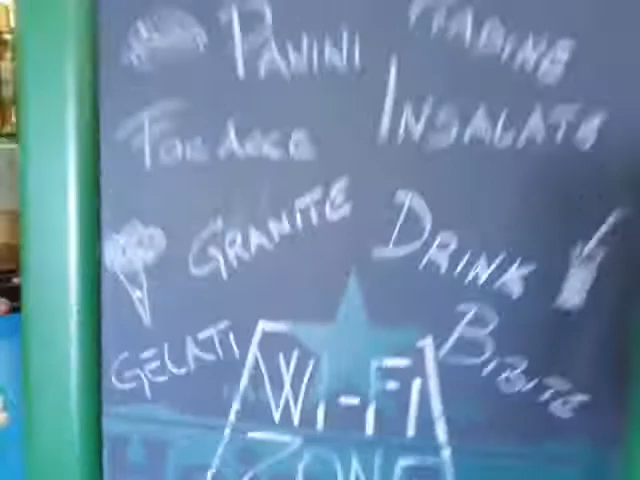 Panini Piadine
Focacce Insalate
Granite Drink
Gelati Wi-Fi Bibite
Zone